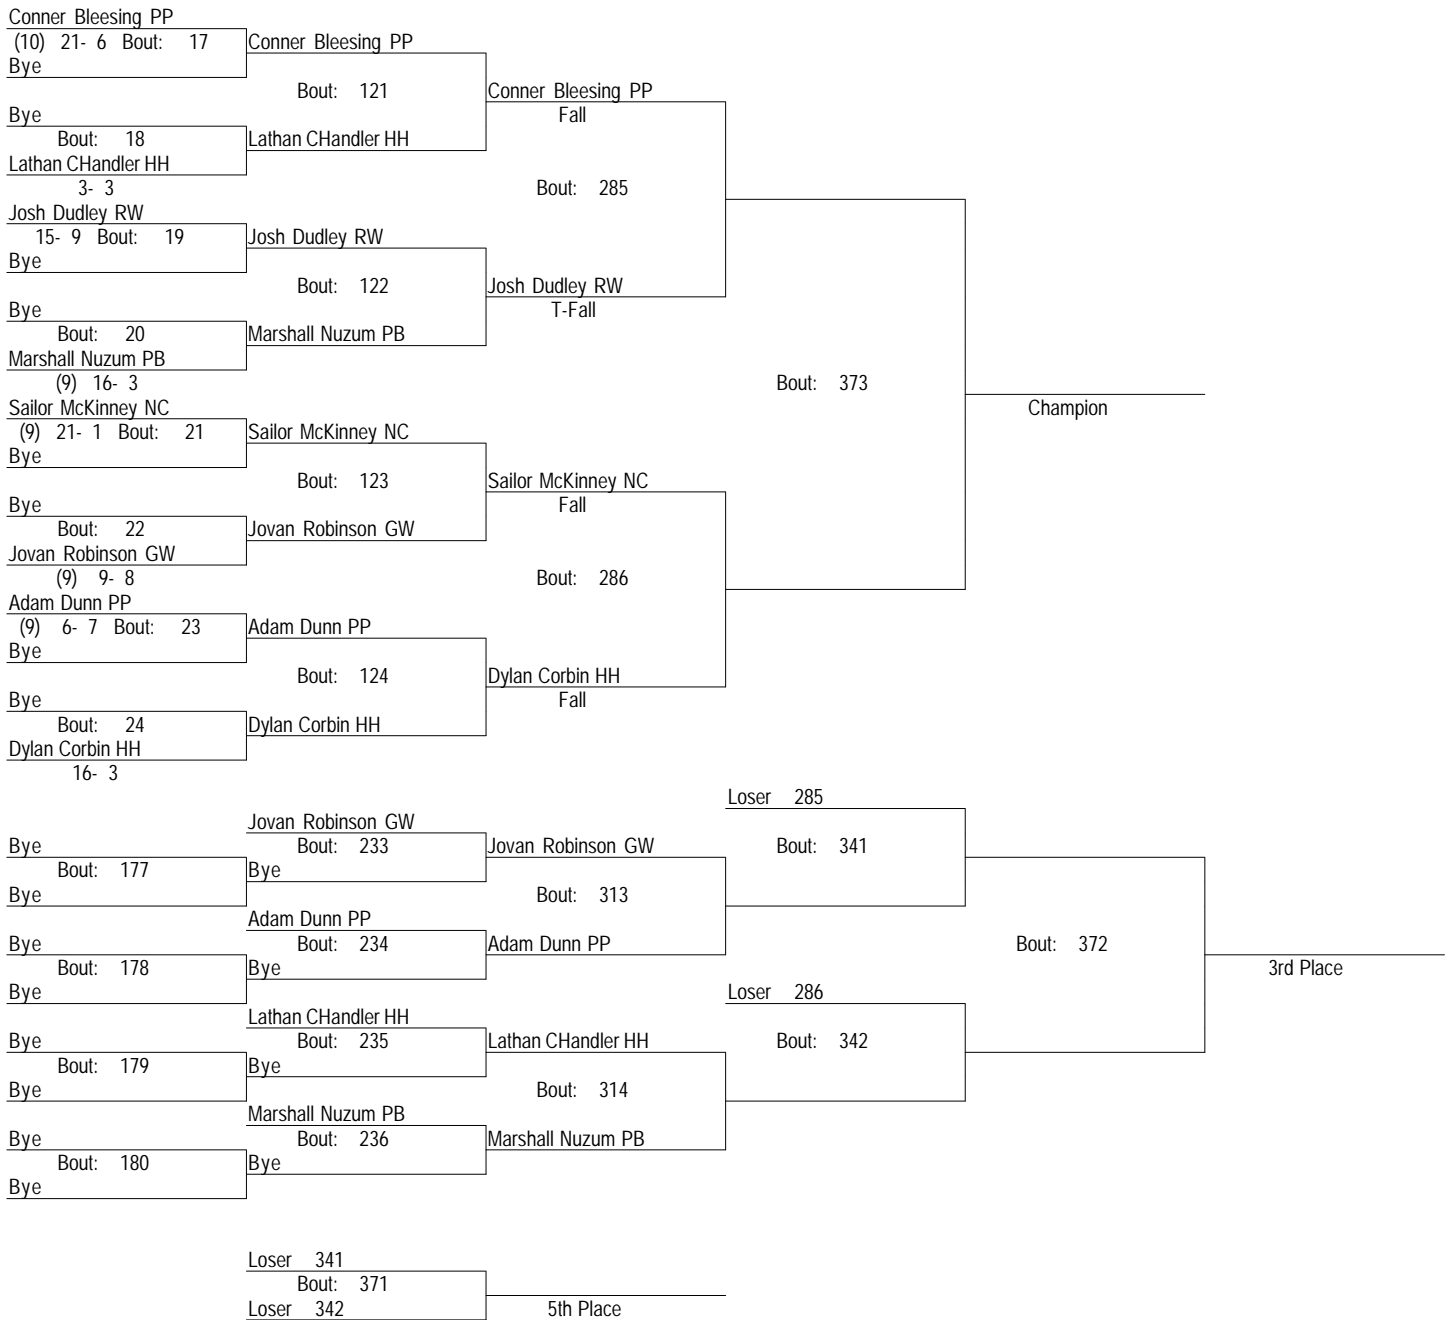 Conner Bleesing PP
(10) 21- 6 Bout: 17 Conner Bleesing PP
Bye
Bout: 121 Conner Bleesing PP
Bye Fall
Bout: 18 Lathan CHandler HH
Lathan CHandler HH
3- 3 Bout: 285
Josh Dudley RW
15- 9 Bout: 19 Josh Dudley RW
Bye
Bout: 122 Josh Dudley RW
Bye T-Fall
Bout: 20 Marshall Nuzum PB
Marshall Nuzum PB
(9) 16- 3 Bout: 373
Sailor McKinney NC Champion
(9) 21- 1 Bout: 21 Sailor McKinney NC
Bye
Bout: 123 Sailor McKinney NC
Bye Fall
Bout: 22 Jovan Robinson GW
Jovan Robinson GW
(9) 9- 8 Bout: 286
Adam Dunn PP
(9) 6- 7 Bout: 23 Adam Dunn PP
Bye
Bout: 124 Dylan Corbin HH
Bye Fall
Bout: 24 Dylan Corbin HH
Dylan Corbin HH
16- 3
Loser 285
Jovan Robinson GW
Bye Bout: 233 Jovan Robinson GW Bout: 341
Bout: 177 Bye
Bye Bout: 313
Adam Dunn PP
Bye Bout: 234 Adam Dunn PP Bout: 372
Bout: 178 Bye 3rd Place
Bye Loser 286
Lathan CHandler HH
Bye Bout: 235 Lathan CHandler HH Bout: 342
Bout: 179 Bye
Bye Bout: 314
Marshall Nuzum PB
Bye Bout: 236 Marshall Nuzum PB
Bout: 180 Bye
Bye
Loser 341
Bout: 371
Loser 342 5th Place